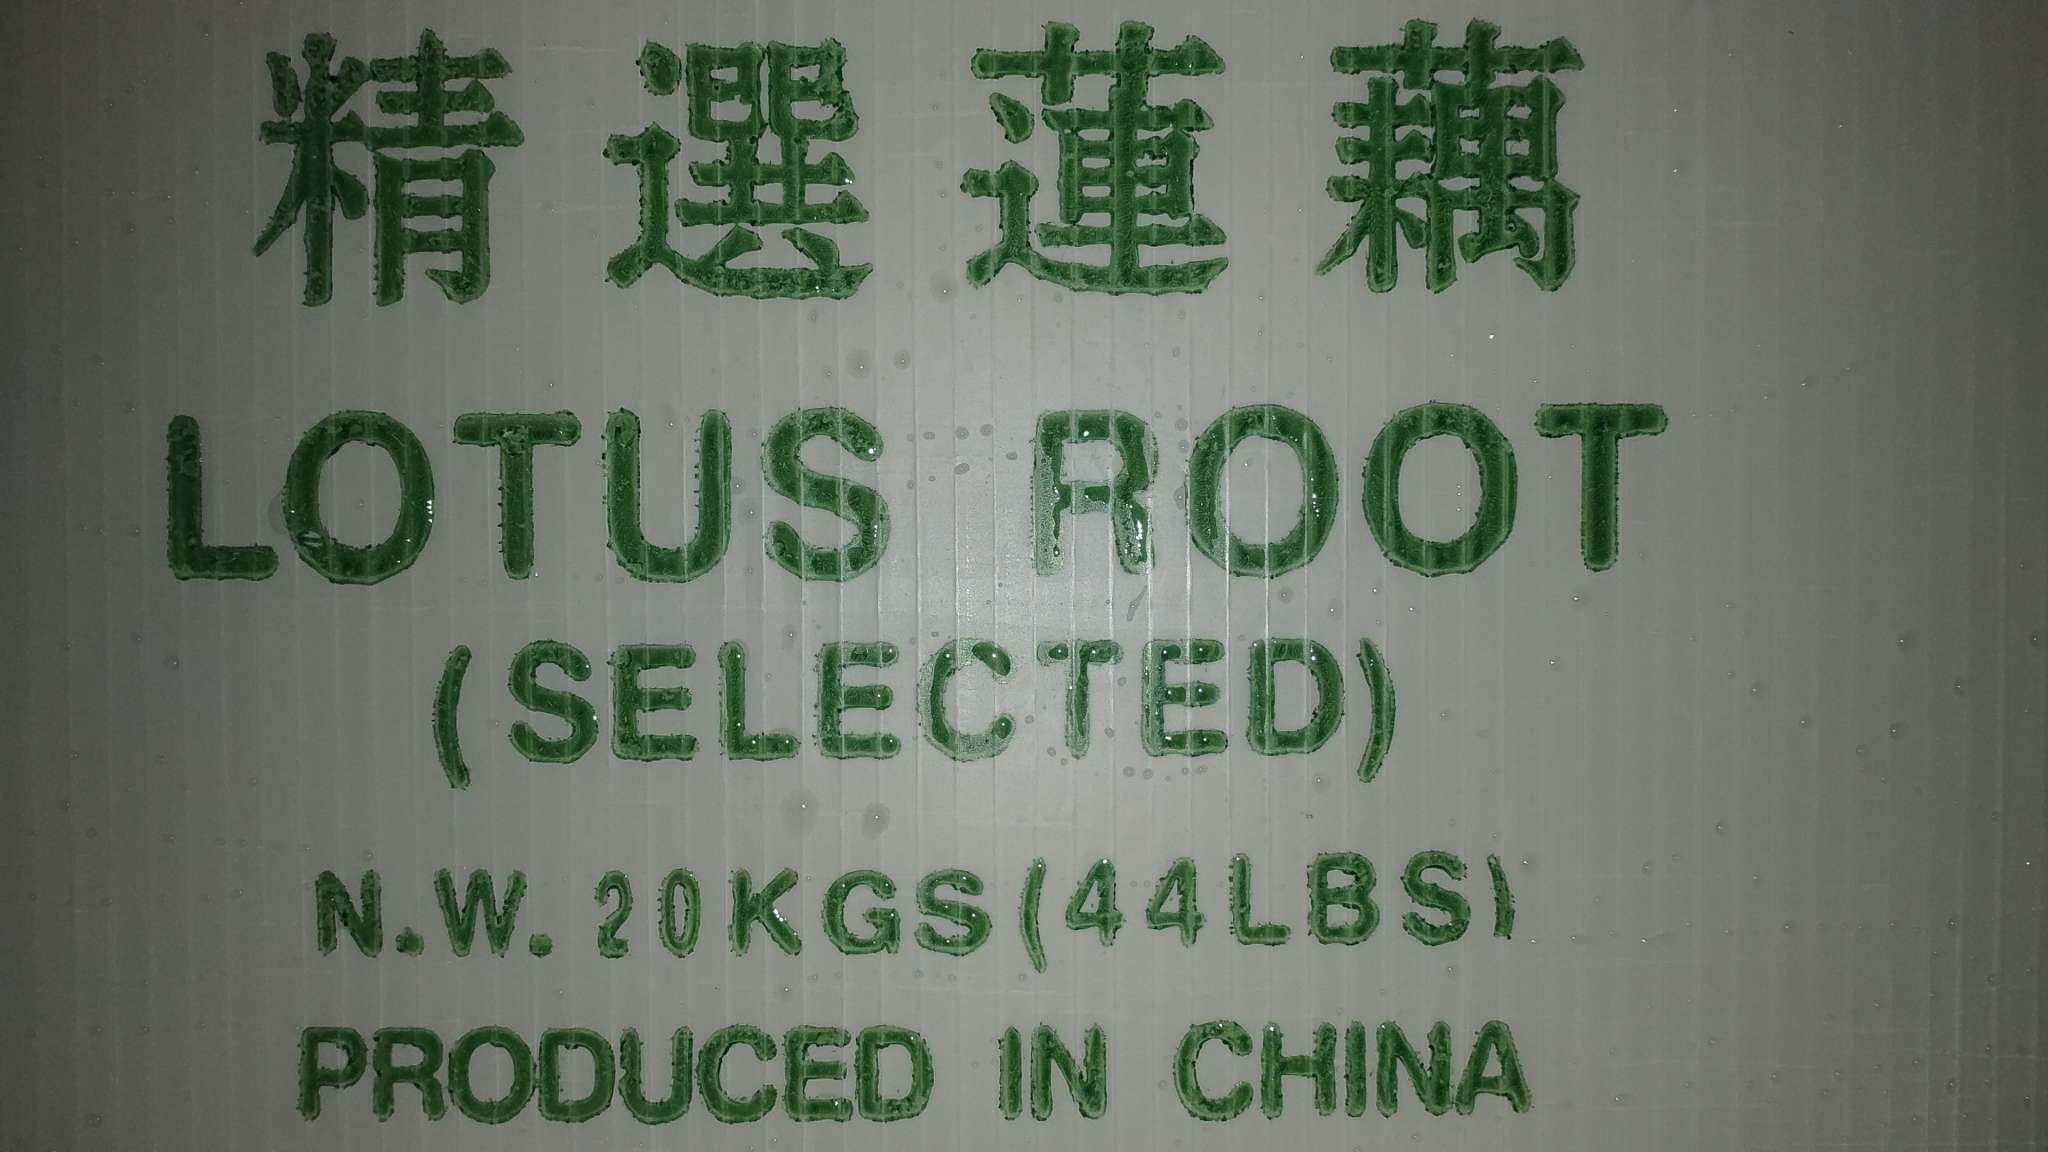 精選蓮藕
LOTUS ROOT
(SELECTED)
N.W. 20KGS(44LBS)
PRODUCED IN CHINA